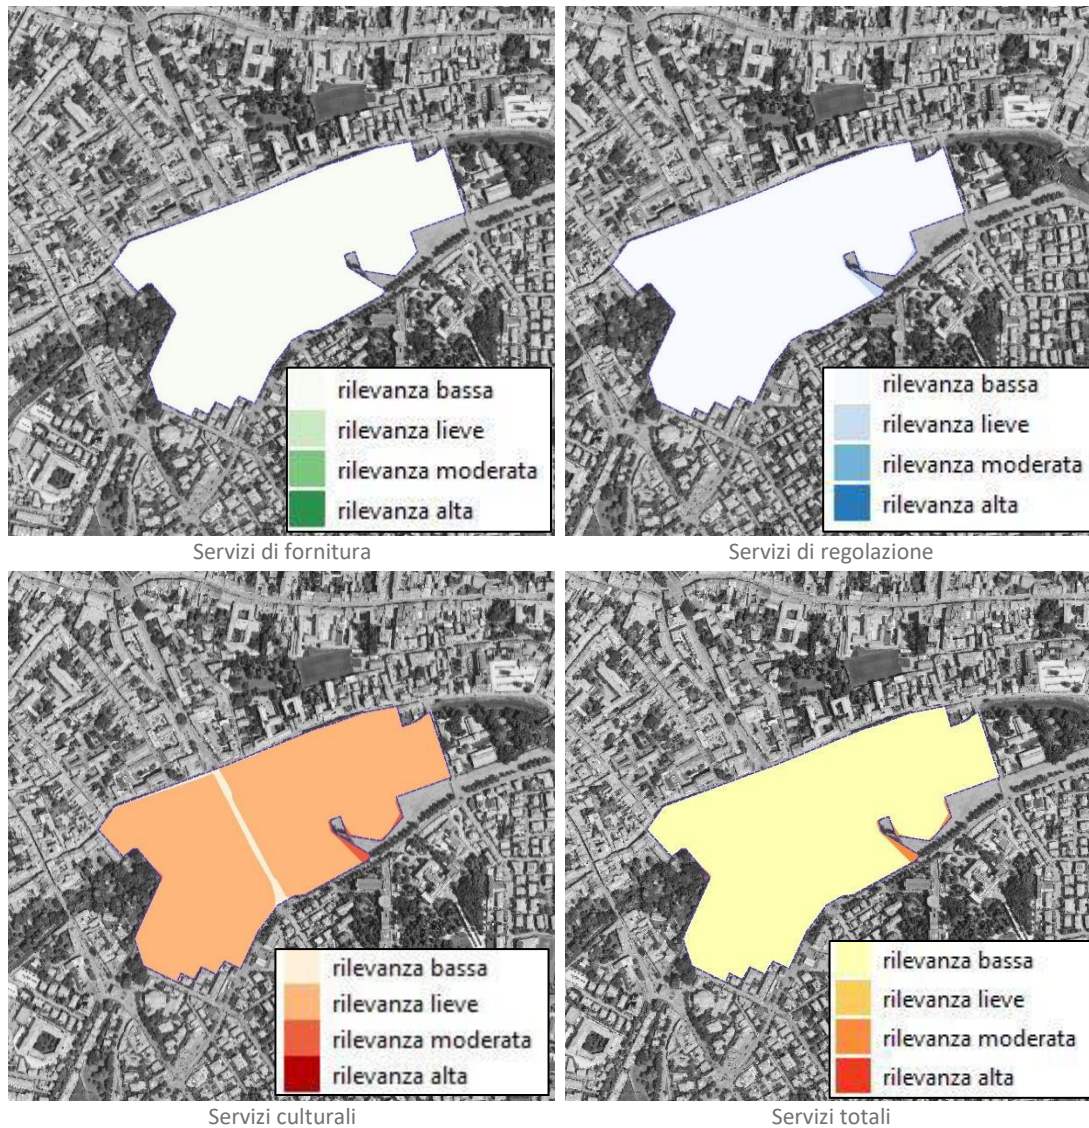 rilevanza bassa
rilevanza lieve
rilevanza moderata
rilevanza alta
Servizi di fornitura
rilevanza bassa
rilevanza lieve
rilevanza moderata
rilevanza alta
Servizi di regolazione
rilevanza bassa
rilevanza lieve
rilevanza moderata
rilevanza alta
Servizi culturali
rilevanza bassa
rilevanza lieve
rilevanza moderata
rilevanza alta
Servizi totali